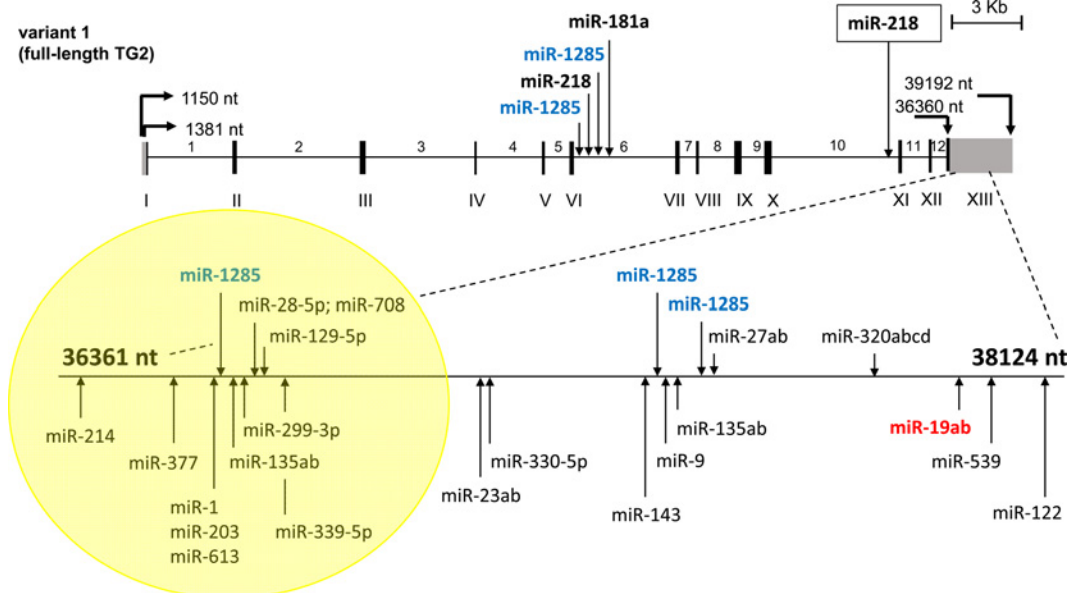 variant 1
(full-length TG2)
miR-181a
miR-1285
miR-218
miR-1285
miR-218
3 Kb
1150 nt
1381 nt
39192 nt
36360 nt
1 2 3 4 5 6 7 8 9 10 11 12
I II III IV V VI VII VIII IX X XI XII XIII
miR-1285
miR-28-5p; miR-708
miR-129-5p
miR-1285
miR-1285
miR-27ab
miR-320abcd
36361 nt
38124 nt
miR-214
miR-377
miR-1
miR-203
miR-613
miR-299-3p
miR-135ab
miR-339-5p
miR-23ab
miR-330-5p
miR-143
miR-9
miR-135ab
miR-19ab
miR-539
miR-122